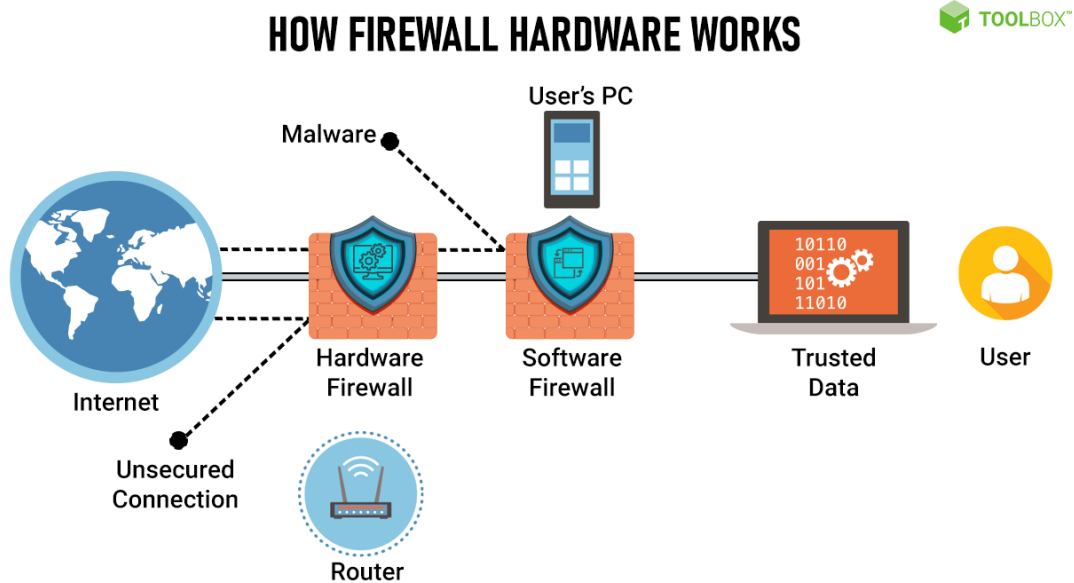 HOW FIREWALL HARDWARE WORKS
TOOLBOX™
User's PC
Malware
10110
001
101
11010
Hardware
Firewall
Software
Firewall
Trusted
Data
User
Internet
Unsecured
Connection
Router